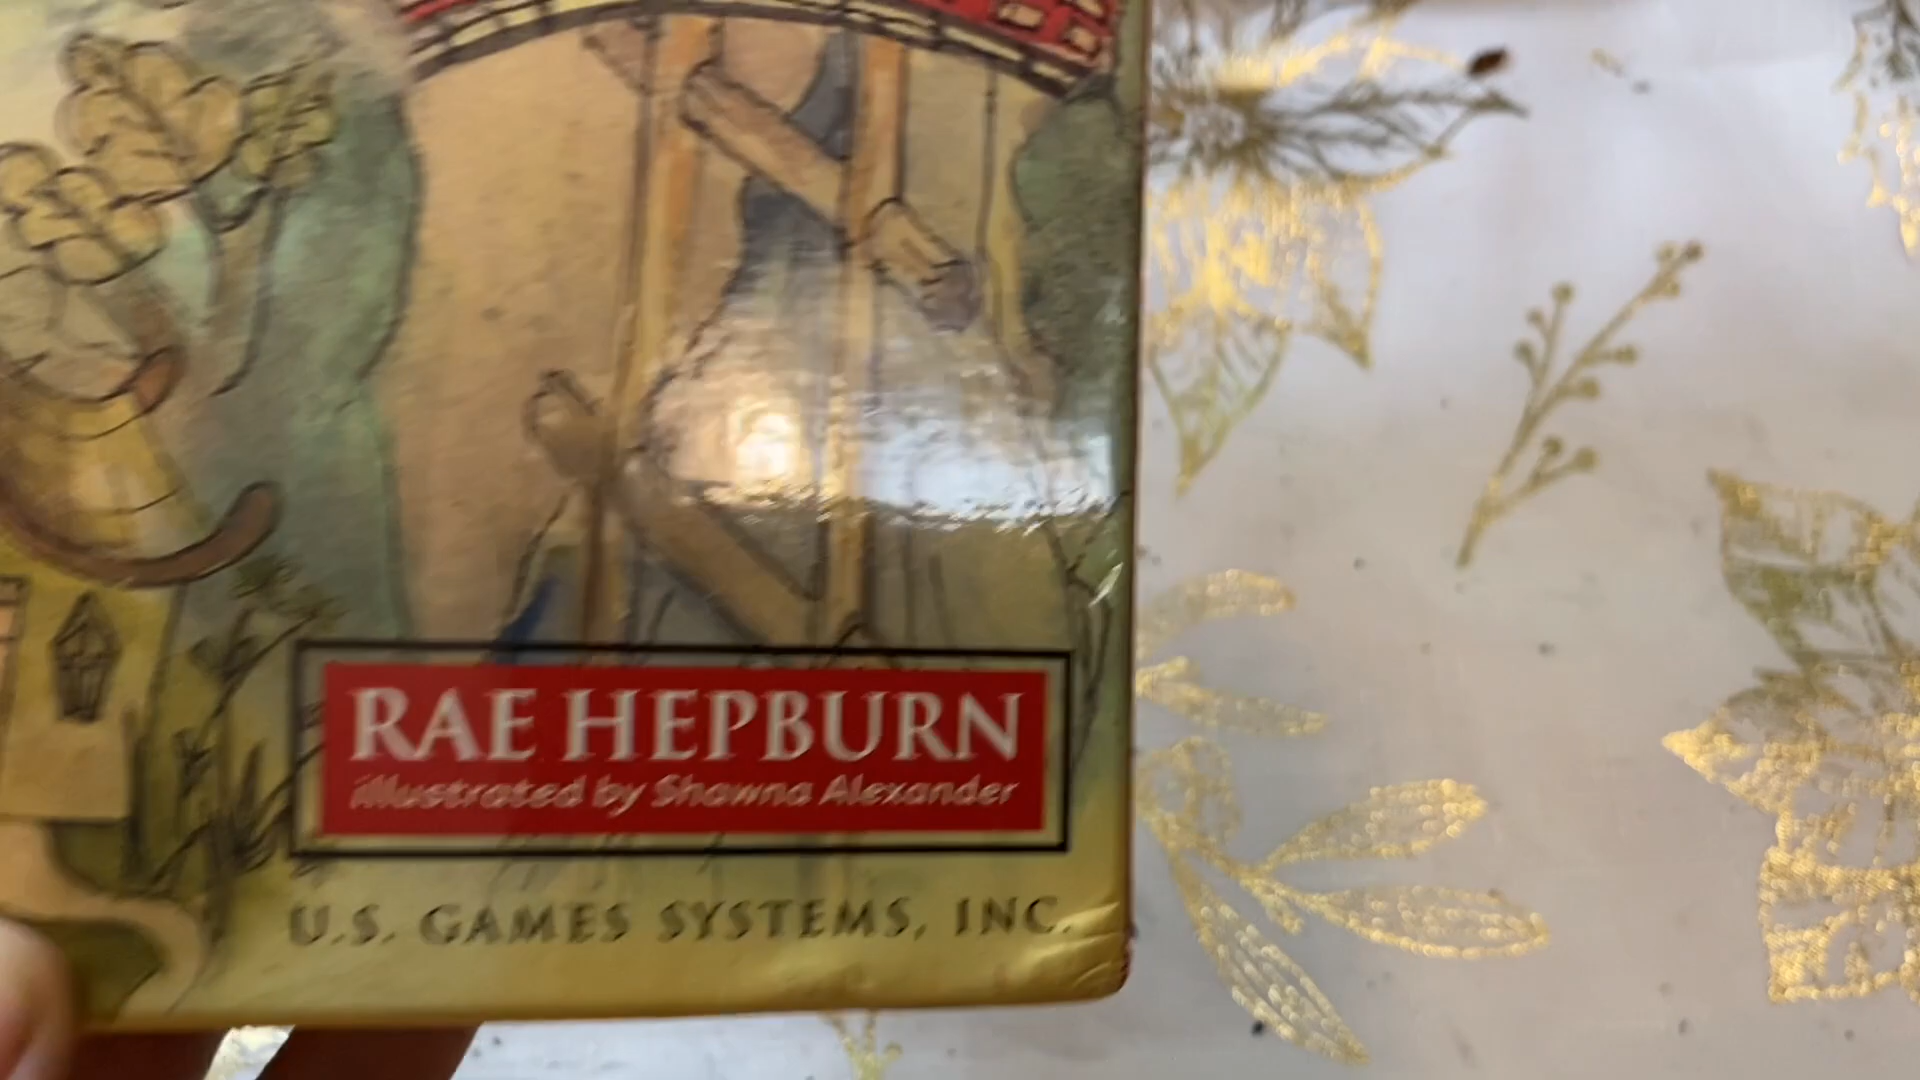 RAE HEPBURN
illustrated by Shawna Alexander
U.S. GAMES SYSTEMS, INC.